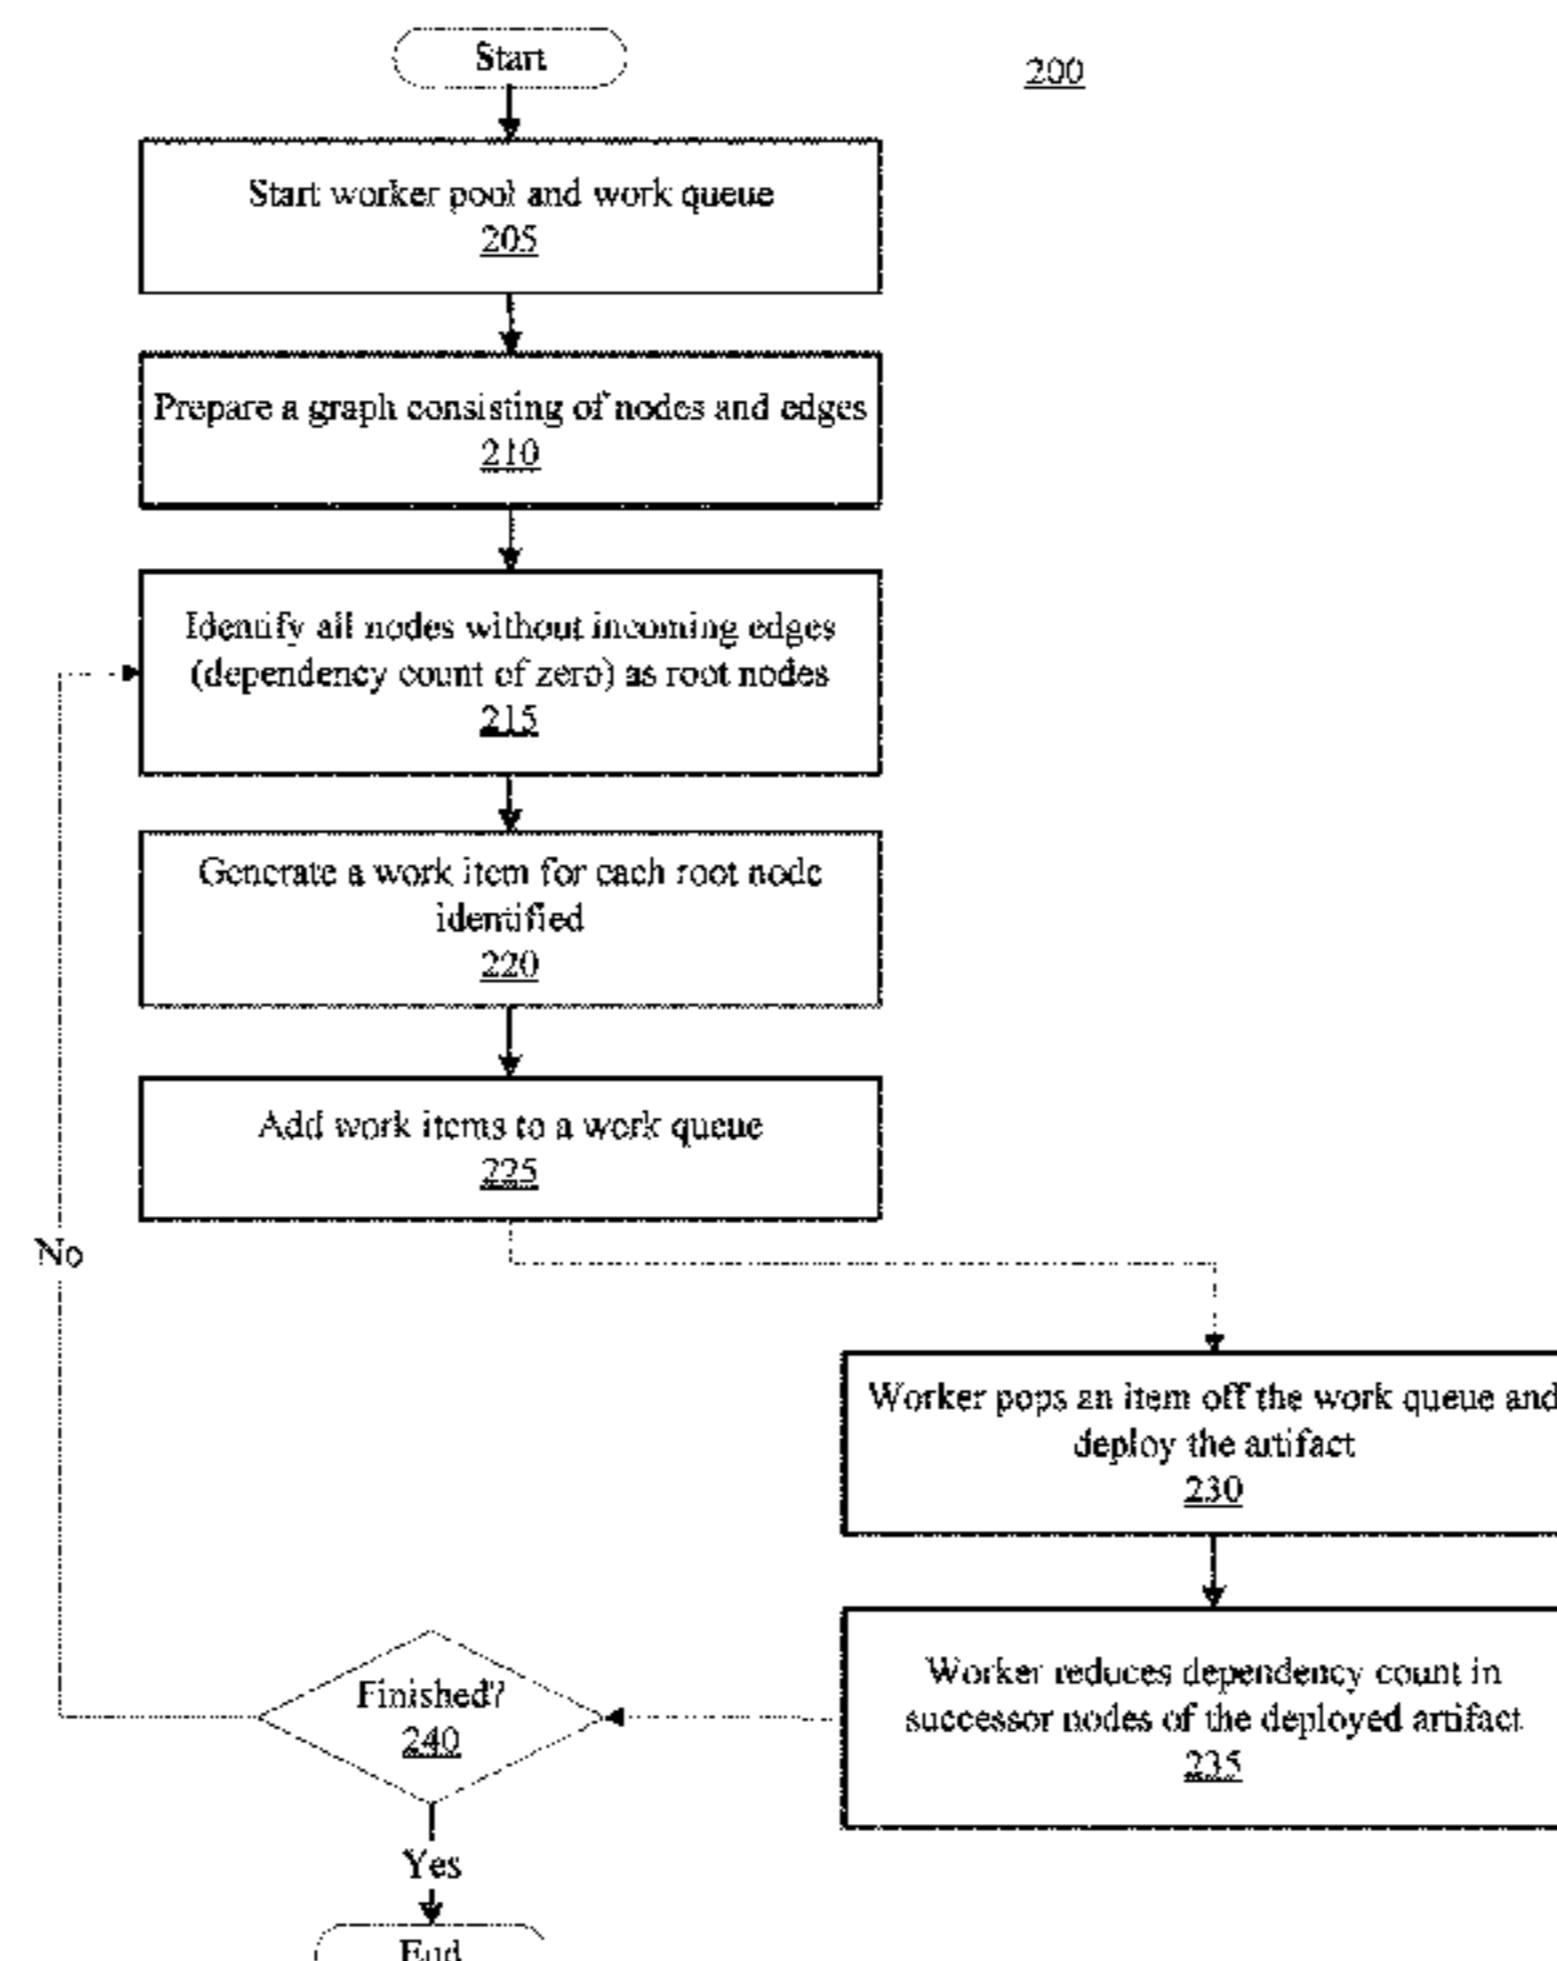 Start
200
Start worker pool and work queue
205
Prepare a graph consisting of nodes and edges
210
Identify all nodes without incoming edges
(dependency count of zero) as root nodes
215
Generate a work item for each root node
identified
220
Add work items to a work queue
225
No
Worker pops an item off the work queue and
deploy the artifact
230
Worker reduces dependency count in
successor nodes of the deployed artifact
235
Finished?
240
Yes
End